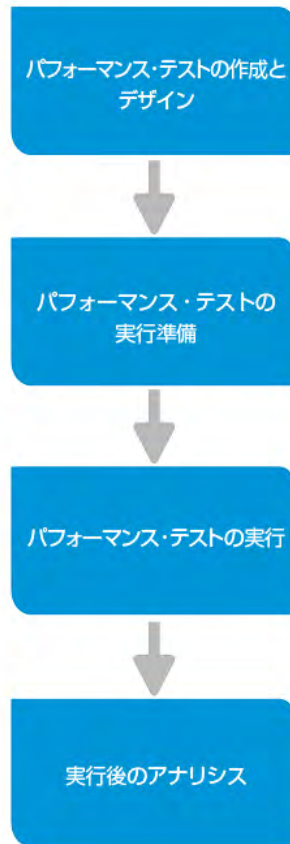 パフォーマンス・テストの作成と
デザイン
パフォーマンス・テストの
実行準備
パフォーマンス・テストの実行
実行後のアナリシス